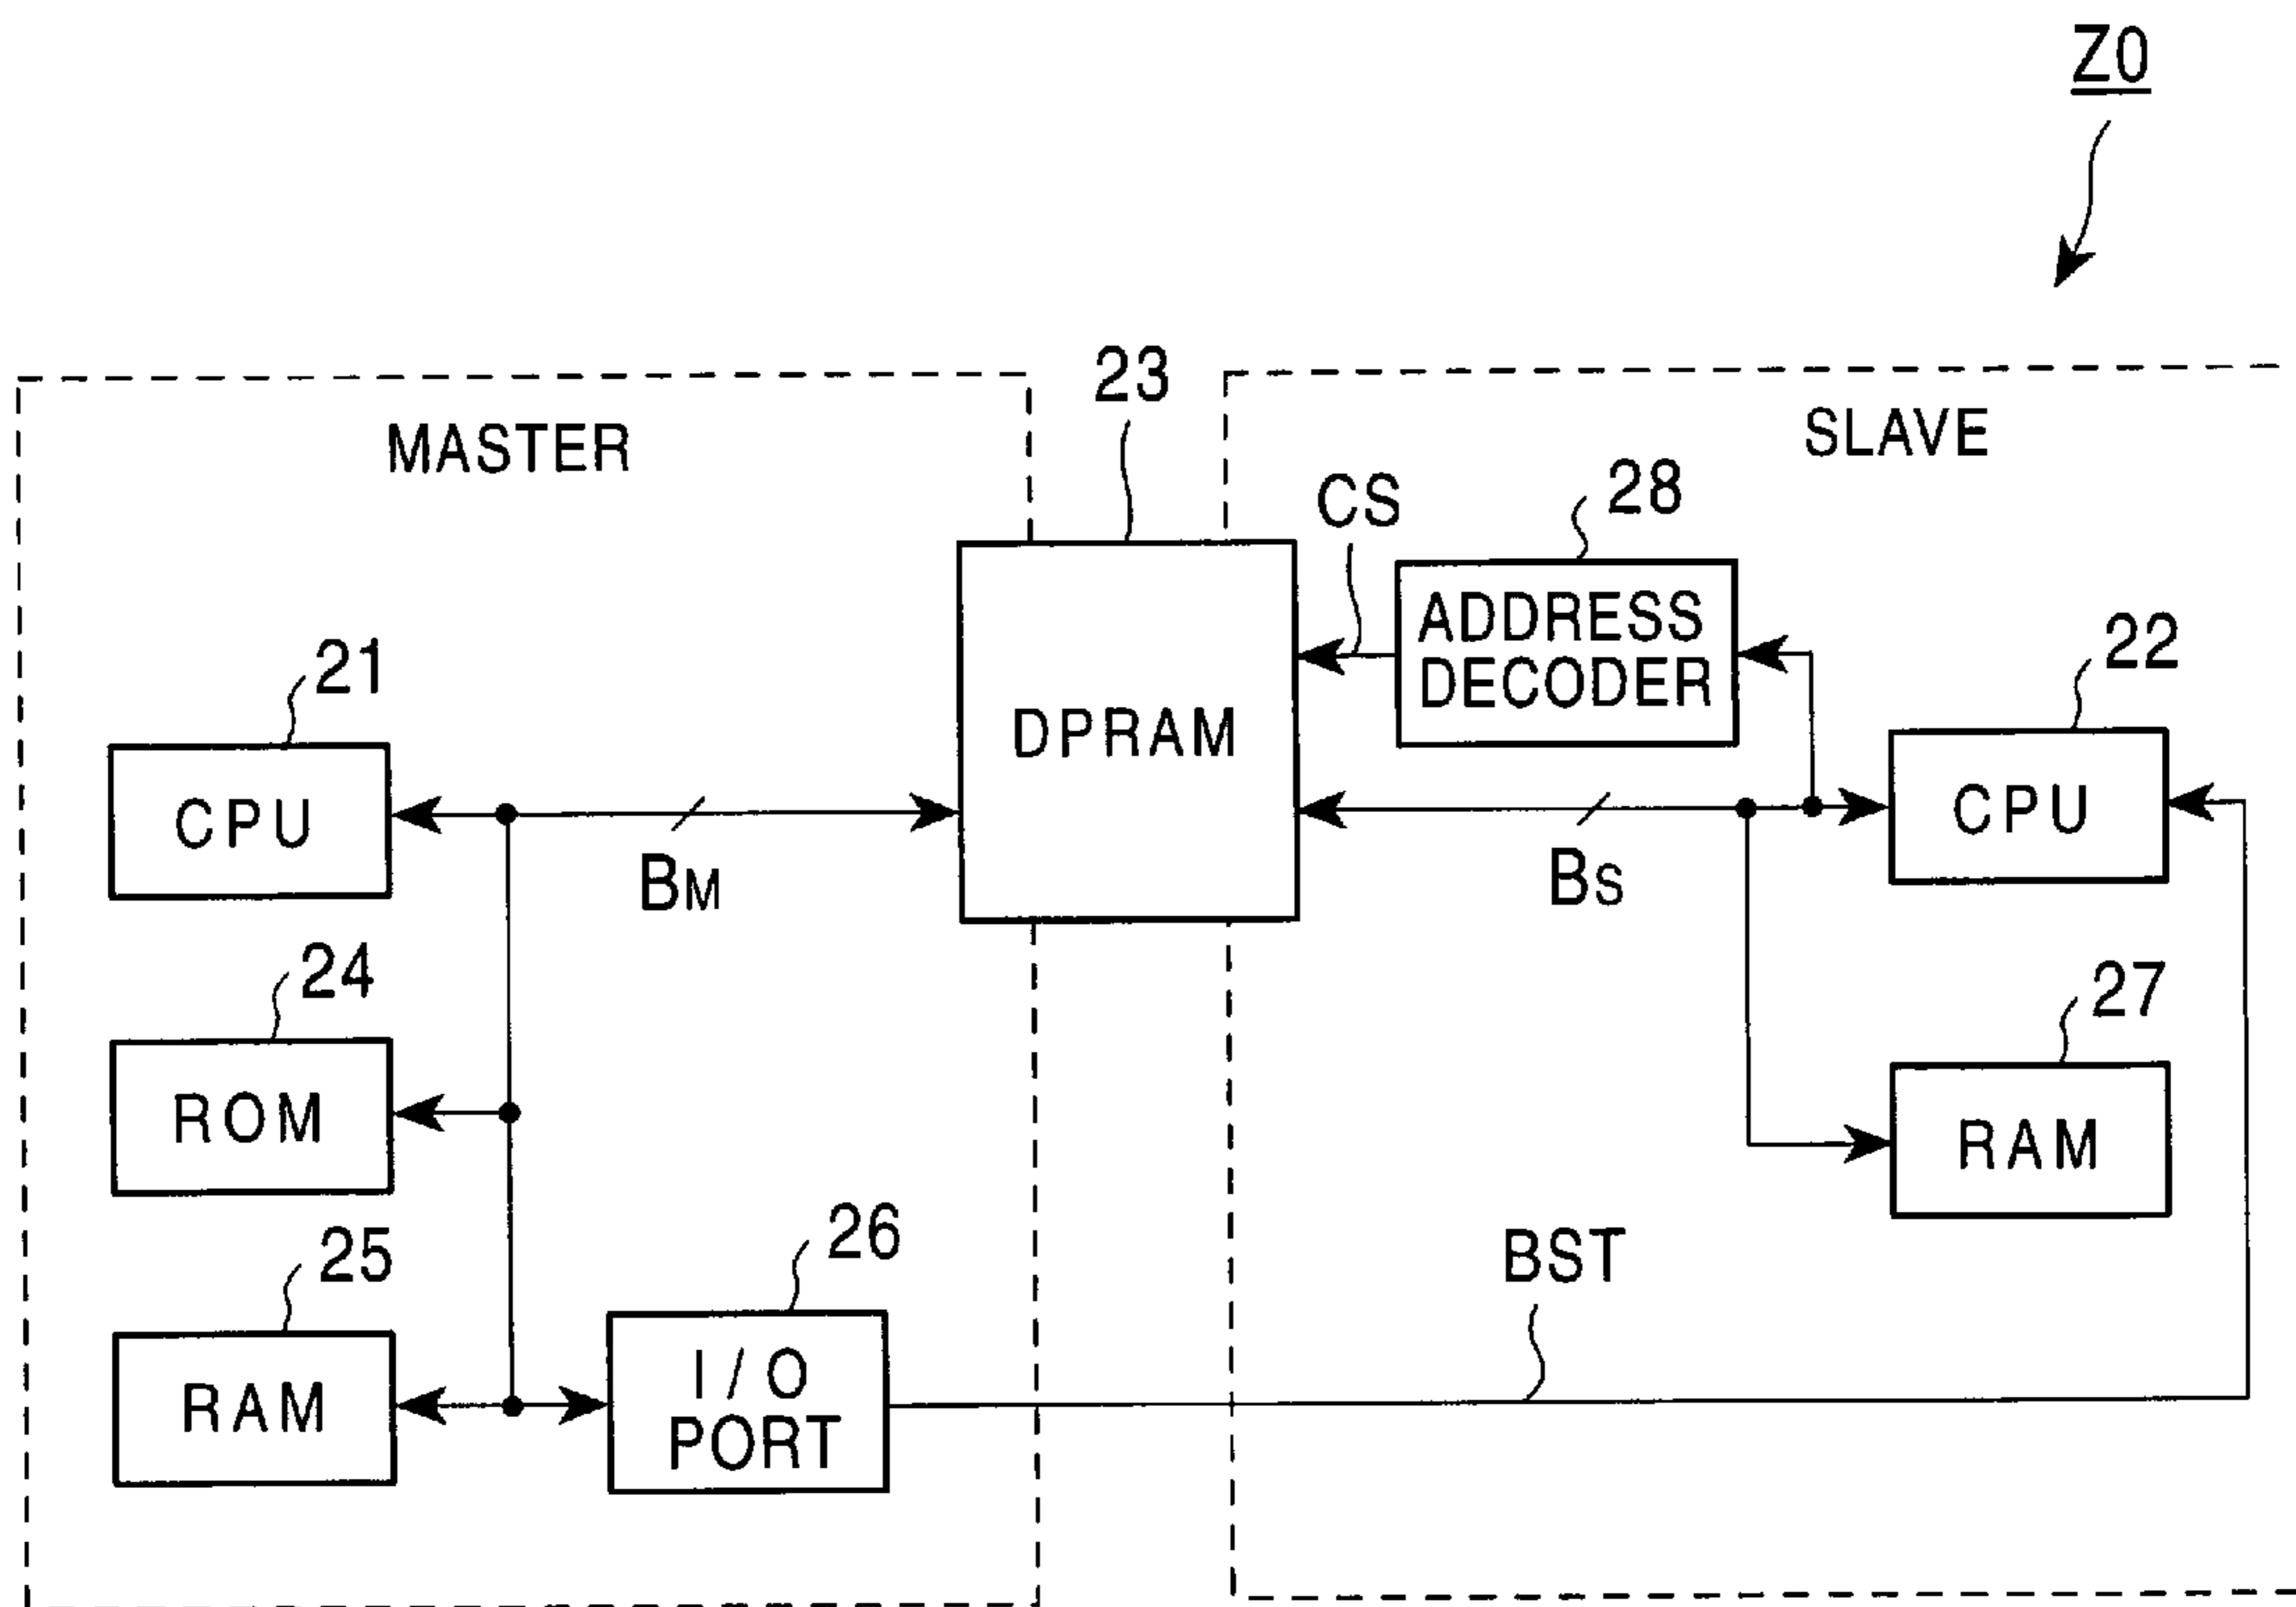 Z0
23
MASTER
SLAVE
CS
28
ADDRESS
DECODER
22
21
DPRAM
CPU
BM
BS
CPU
24
27
ROM
RAM
25
26
BST
RAM
I/O
PORT